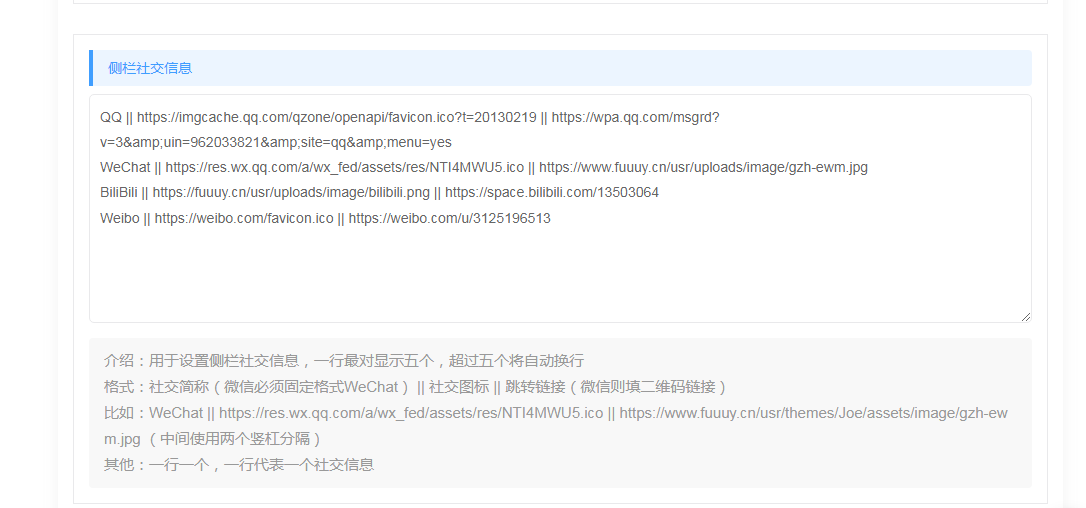 侧栏社交信息
QQ || https://imgcache.qq.com/qzone/openapi/favicon.ico?t=20130219 || https://wpa.qq.com/msgrd?
v=3&amp;uin=962033821&amp;site=qq&amp;menu=yes
WeChat || https://res.wx.qq.com/a/wx_fed/assets/res/NTI4MWU5.ico || https://www.fuuuy.cn/usr/uploads/image/gzh-ewm.jpg
BiliBili || https://fuuuy.cn/usr/uploads/image/bilibili.png || https://space.bilibili.com/13503064
Weibo || https://weibo.com/favicon.ico || https://weibo.com/u/3125196513
介绍：用于设置侧栏社交信息，一行最对显示五个，超过五个将自动换行
格式：社交简称（微信必须固定格式WeChat）|| 社交图标 || 跳转链接（微信则填二维码链接）
比如：WeChat || https://res.wx.qq.com/a/wx_fed/assets/res/NTI4MWU5.ico || https://www.fuuuy.cn/usr/themes/Joe/assets/image/gzh-ew
m.jpg （中间使用两个竖杠分隔）
其他：一行一个，一行代表一个社交信息